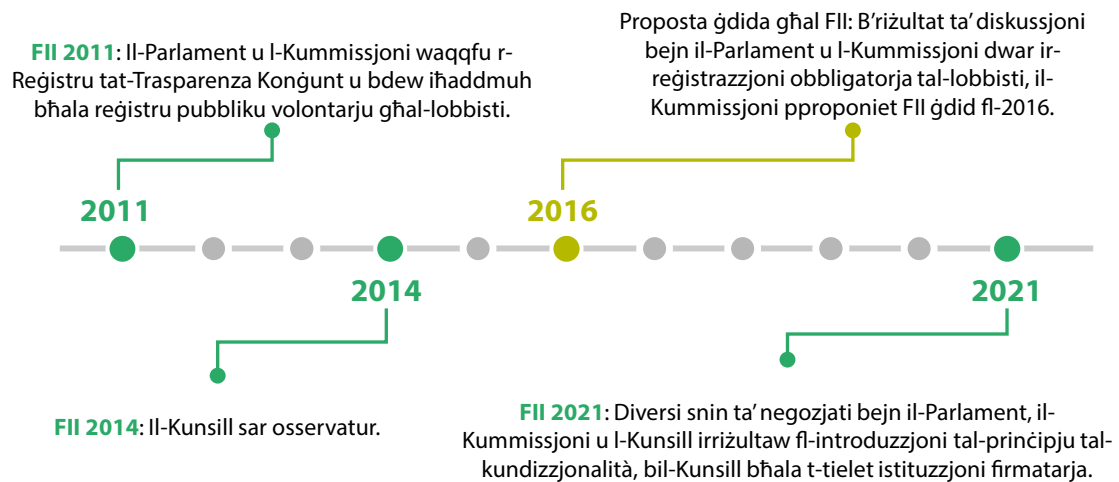 FII 2011: Il-Parlament u l-Kummissjoni waqqfu r-
Reġistru tat-Trasparenza Konġunt u bdew iħaddmuh
bħala reġistru pubbliku volontarju għal-lobbisti.
Proposta ġdida għal FII: B’riżultat ta’ diskussjoni
bejn il-Parlament u l-Kummissjoni dwar ir-
reġistrazzjoni obbligatorja tal-lobbisti, il-
Kummissjoni pproponiet FII ġdid fl-2016.
2011
2016
2014
2021
FII 2014: Il-Kunsill sar osservatur.
FII 2021: Diversi snin ta’ negozjati bejn il-Parlament, il-
Kummissjoni u l-Kunsill irriżultaw fl-introduzzjoni tal-prinċipju tal-
kundizzjonalità, bil-Kunsill bħala t-tielet istituzzjoni firmatarja.